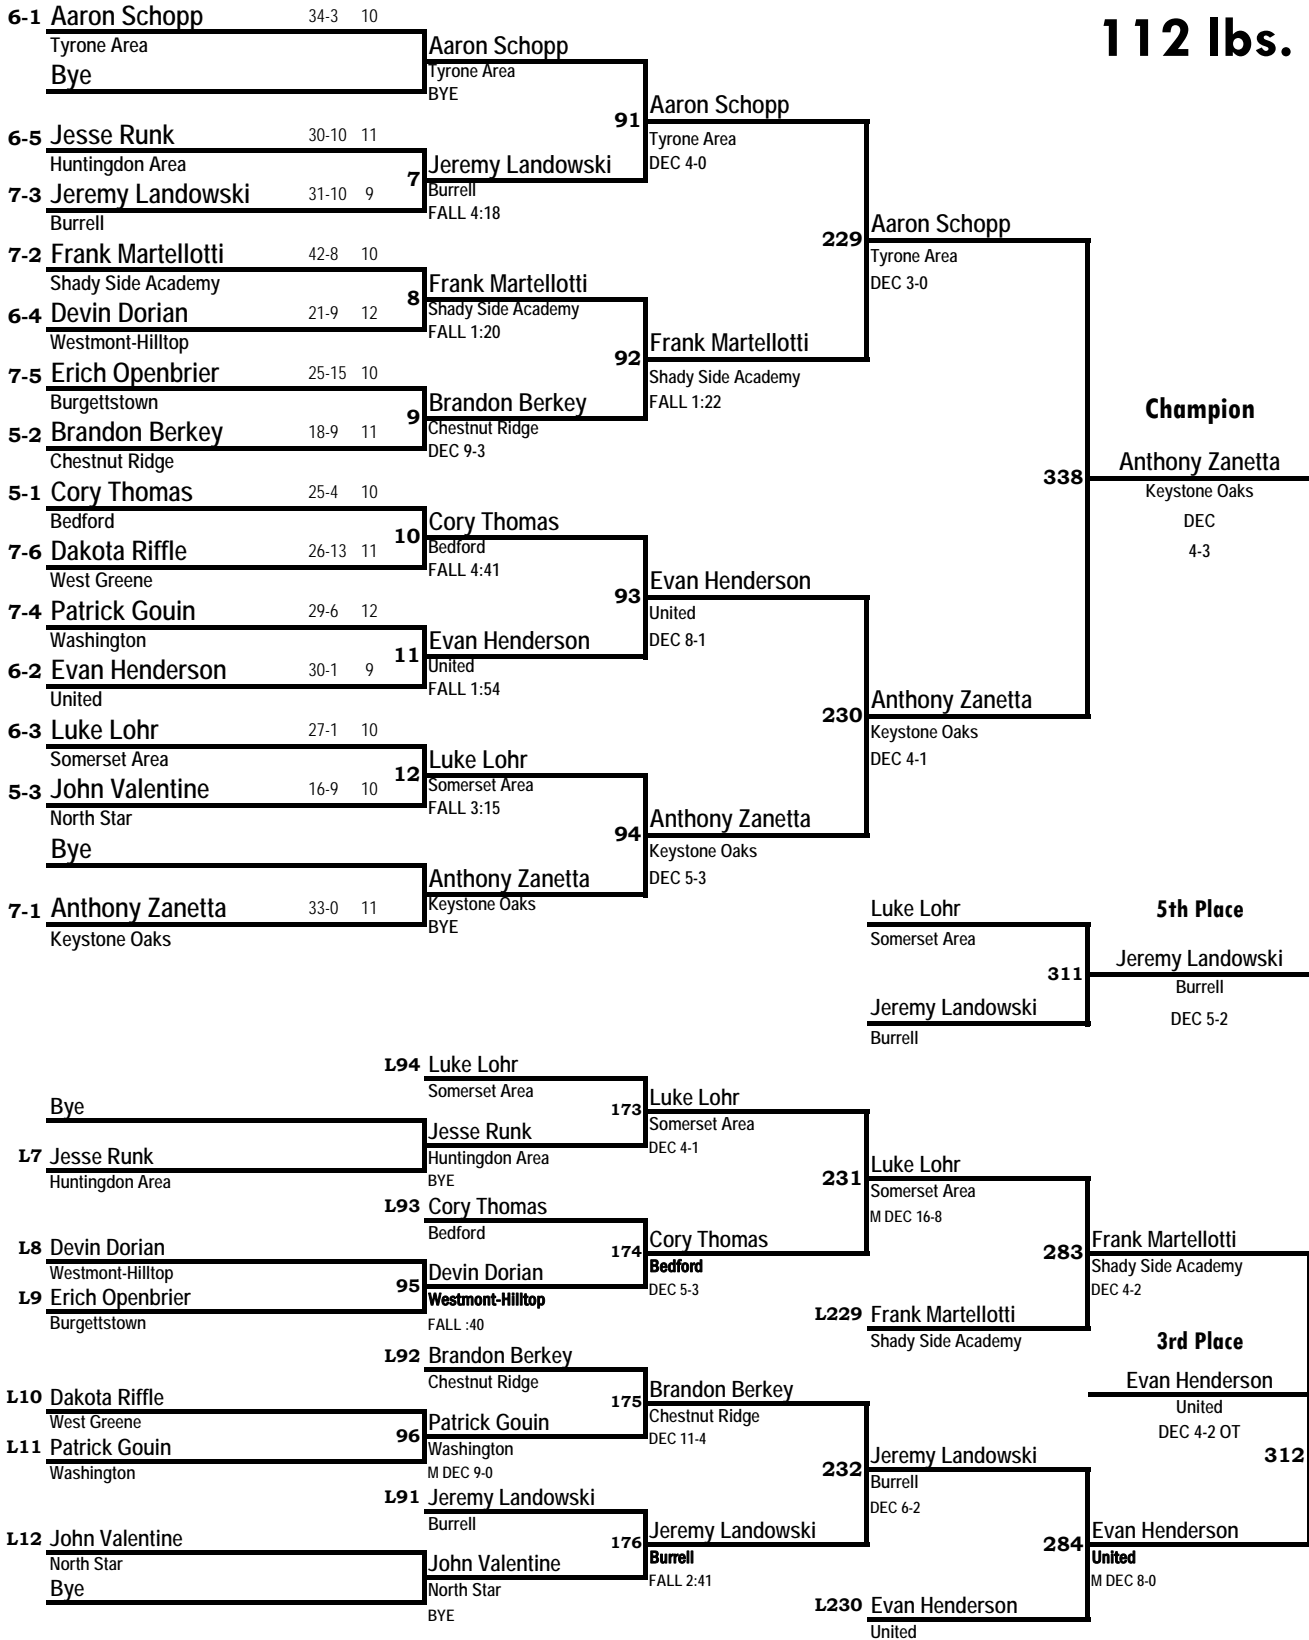 112 lbs.
6-1 Aaron Schopp 34-3 10
Tyrone Area
Bye
6-5 Jesse Runk 30-10 11
Huntingdon Area
7-3 Jeremy Landowski 31-10 9
Burrell
7-2 Frank Martellotti 42-8 10
Shady Side Academy
6-4 Devin Dorian 21-9 12
Westmont-Hilltop
7-5 Erich Openbrier 25-15 10
Burgettstown
5-2 Brandon Berkey 18-9 11
Chestnut Ridge
5-1 Cory Thomas 25-4 10
Bedford
7-6 Dakota Riffle 26-13 11
West Greene
7-4 Patrick Gouin 29-6 12
Washington
6-2 Evan Henderson 30-1 9
United
6-3 Luke Lohr 27-1 10
Somerset Area
5-3 John Valentine 16-9 10
North Star
Bye
7-1 Anthony Zanetta 33-0 11
Keystone Oaks
Aaron Schopp
Tyrone Area
BYE
7 Jeremy Landowski
Burrell
FALL 4:18
8 Frank Martellotti
Shady Side Academy
FALL 1:20
9 Brandon Berkey
Chestnut Ridge
DEC 9-3
10 Cory Thomas
Bedford
FALL 4:41
11 Evan Henderson
United
FALL 1:54
12 Luke Lohr
Somerset Area
FALL 3:15
Anthony Zanetta
Keystone Oaks
BYE
91 Aaron Schopp
Tyrone Area
DEC 4-0
92 Frank Martellotti
Shady Side Academy
FALL 1:22
93 Evan Henderson
United
DEC 8-1
94 Anthony Zanetta
Keystone Oaks
DEC 5-3
229 Aaron Schopp
Tyrone Area
DEC 3-0
230 Anthony Zanetta
Keystone Oaks
DEC 4-1
Champion
338 Anthony Zanetta
Keystone Oaks
DEC
4-3
Luke Lohr
Somerset Area
Jeremy Landowski
Burrell
5th Place
311 Jeremy Landowski
Burrell
DEC 5-2
Bye
L7 Jesse Runk
Huntingdon Area
L8 Devin Dorian
Westmont-Hilltop
L9 Erich Openbrier
Burgettstown
L10 Dakota Riffle
West Greene
L11 Patrick Gouin
Washington
L12 John Valentine
North Star
Bye
L94 Luke Lohr
Somerset Area
Jesse Runk
Huntingdon Area
BYE
L93 Cory Thomas
Bedford
95 Devin Dorian
Westmont-Hilltop
FALL :40
L92 Brandon Berkey
Chestnut Ridge
96 Patrick Gouin
Washington
M DEC 9-0
L91 Jeremy Landowski
Burrell
John Valentine
North Star
BYE
173 Luke Lohr
Somerset Area
DEC 4-1
174 Cory Thomas
Bedford
DEC 5-3
175 Brandon Berkey
Chestnut Ridge
DEC 11-4
176 Jeremy Landowski
Burrell
FALL 2:41
231 Luke Lohr
Somerset Area
M DEC 16-8
L229 Frank Martellotti
Shady Side Academy
232 Jeremy Landowski
Burrell
DEC 6-2
L230 Evan Henderson
United
283 Frank Martellotti
Shady Side Academy
DEC 4-2
3rd Place
Evan Henderson
United
DEC 4-2 OT
312
284 Evan Henderson
United
M DEC 8-0